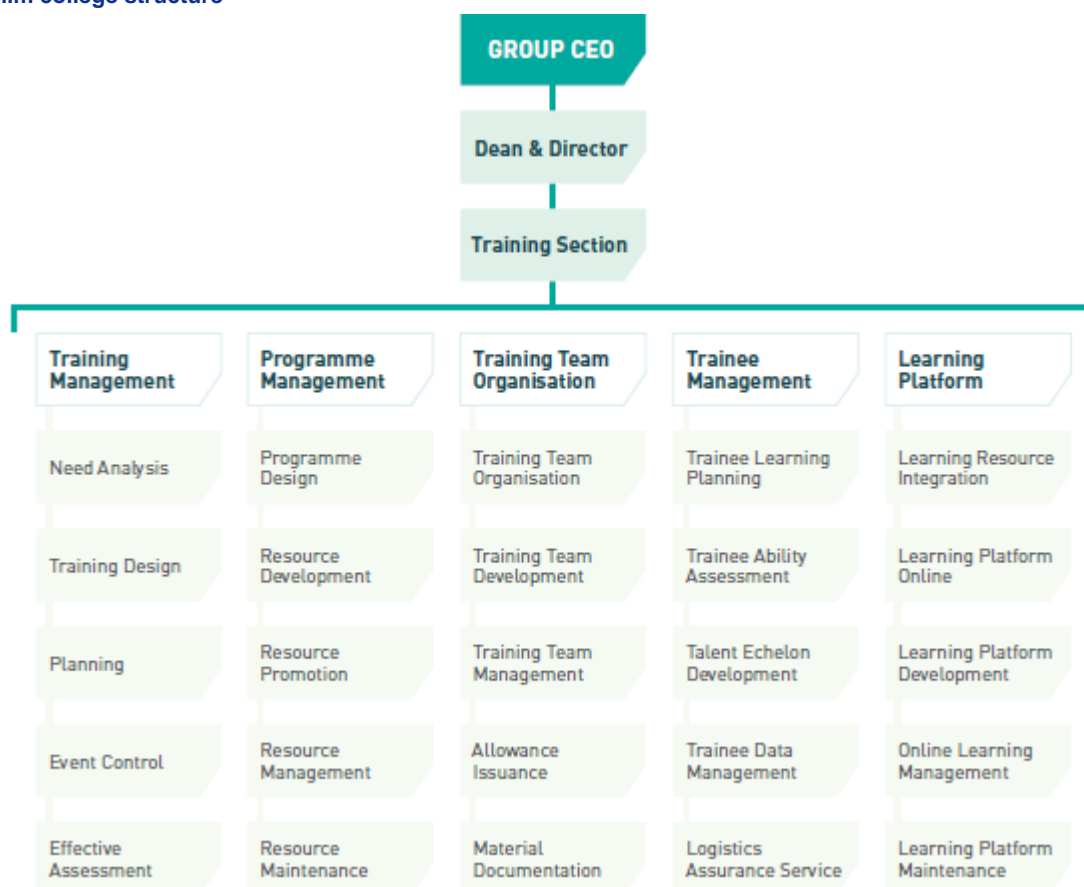 college structure
GROUP CEO
Dean & Director
Training Section
Training
Management
Need Analysis
Training Design
Planning
Event Control
Effective
Assessment
Programme
Management
Programme
Design
Resource
Development
Resource
Promotion
Resource
Management
Resource
Maintenance
Training Team
Organisation
Training Team
Organisation
Training Team
Development
Training Team
Management
Allowance
Issuance
Material
Documentation
Trainee
Management
Trainee Learning
Planning
Trainee Ability
Assessment
Talent Echelon
Development
Trainee Data
Management
Logistics
Assurance Service
Learning
Platform
Learning Resource
Integration
Learning Platform
Online
Learning Platform
Development
Online Learning
Management
Learning Platform
Maintenance